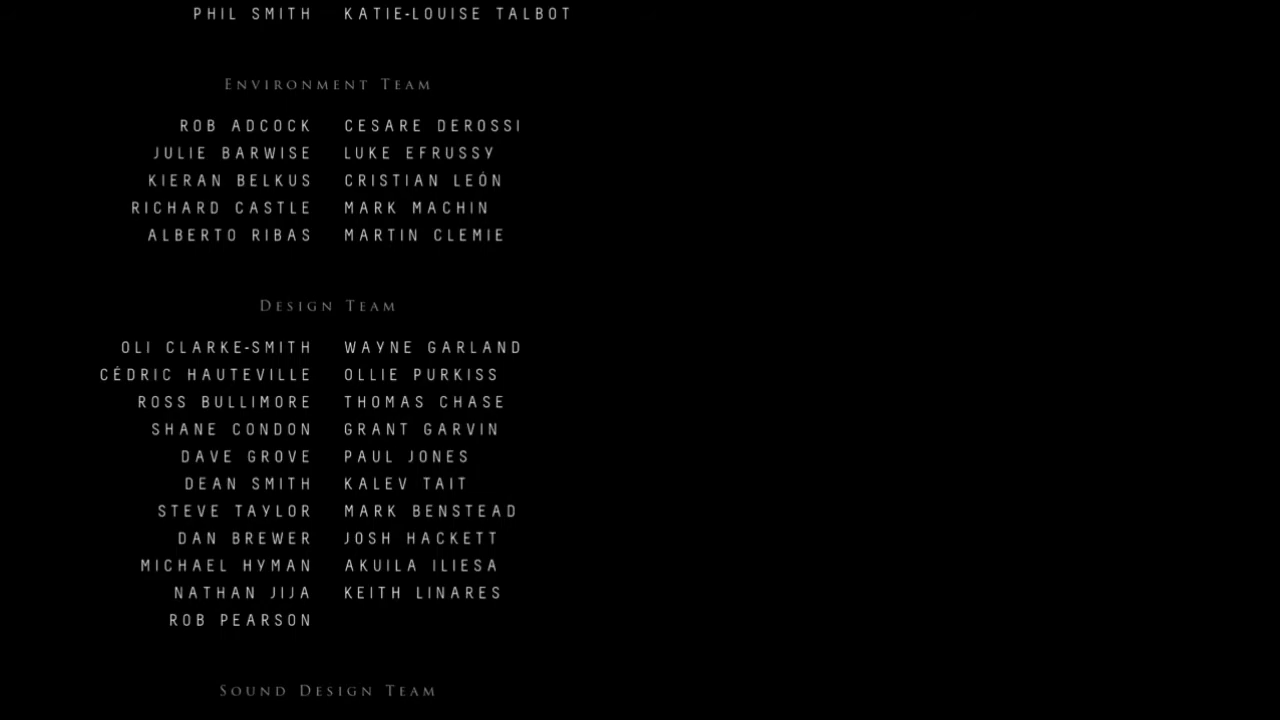 PHIL SMITH KATIE-LOUISE TALBOT
ENVIRONMENT TEAM
ROB ADCOCK CESARE DEROSSI
JULIE BARWISE LUKE EFRUSSY
KIERAN BELKUS CRISTIAN LEÓN
RICHARD CASTLE MARK MACHIN
ALBERTO RIBAS MARTIN CLEMIE
DESIGN TEAM
OLI CLARKE-SMITH WAYNE GARLAND
CÉDRIC HAUTEVILLE OLLIE PURKISS
ROSS BULLIMORE THOMAS CHASE
SHANE CONDON GRANT GARVIN
DAVE GROVE PAUL JONES
DEAN SMITH KALEV TAIT
STEVE TAYLOR MARK BENSTEAD
DAN BREWER JOSH HACKETT
MICHAEL HYMAN AKUILA ILIESA
NATHAN JIJA KEITH LINARES
ROB PEARSON
SOUND DESIGN TEAM